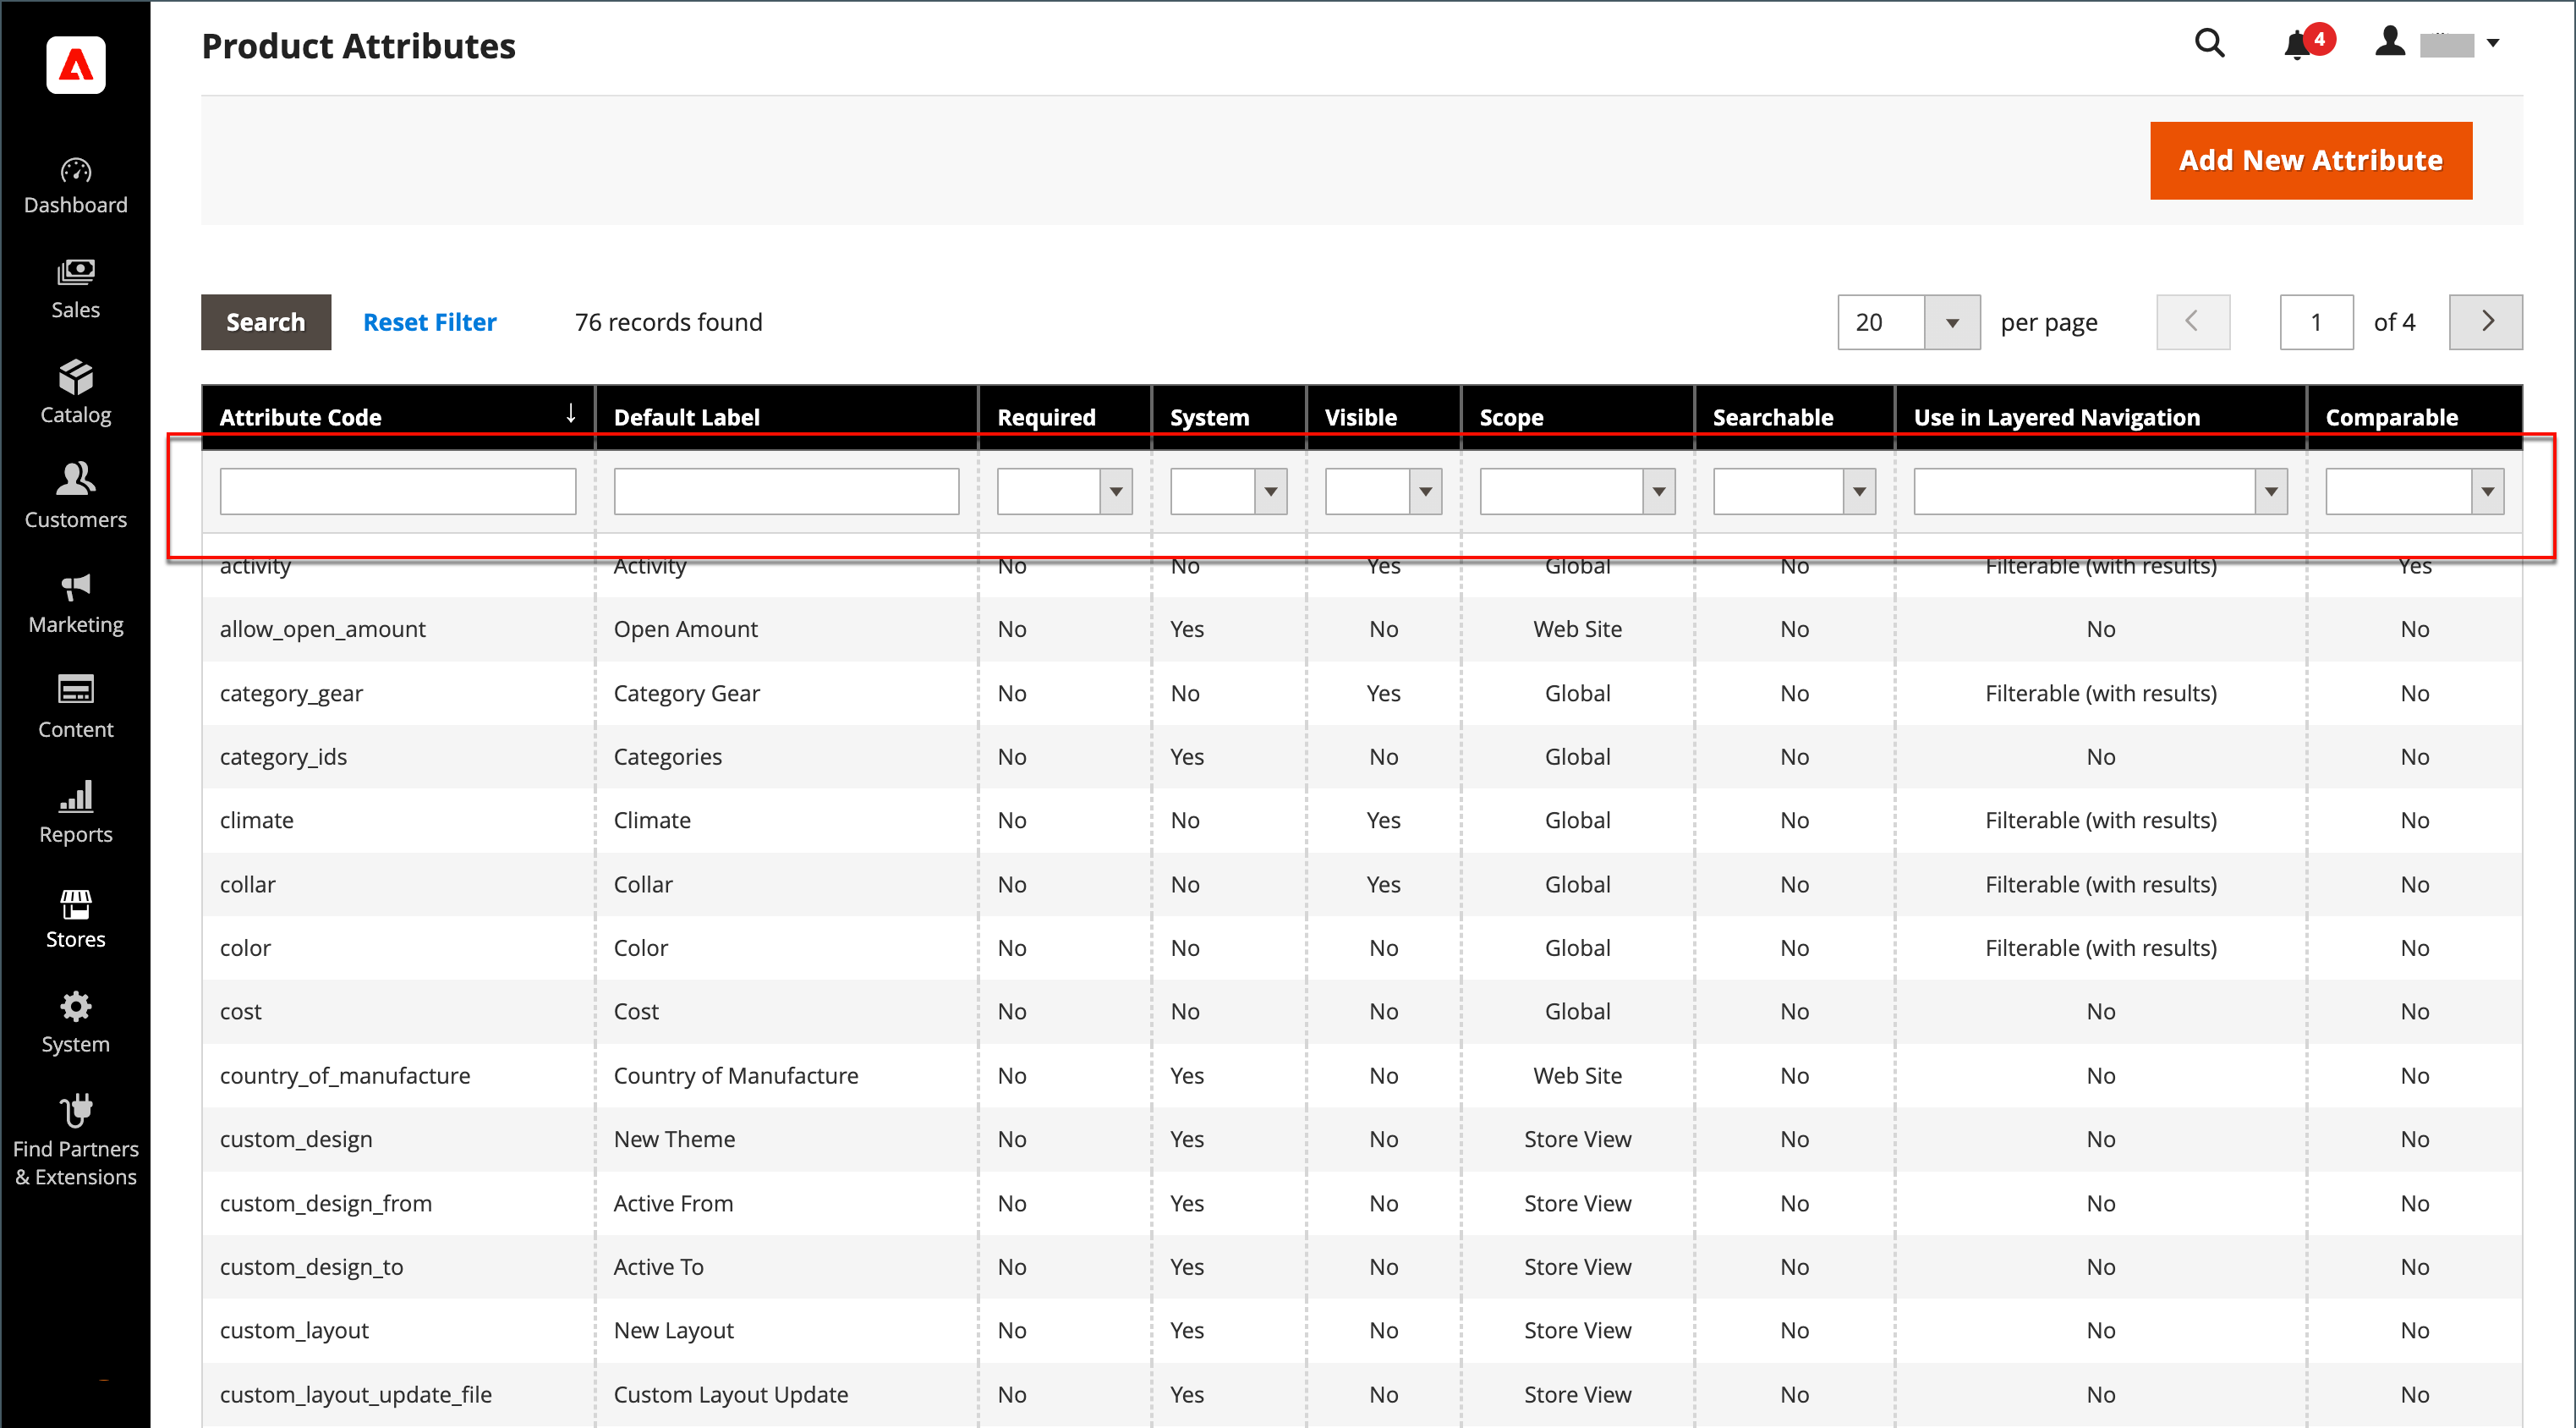 Product Attributes
4
Add New Attribute
Dashboard
Sales
Catalog
Customers
Marketing
Content
Reports
Stores
System
Find Partners
& Extensions
Search Reset Filter 76 records found 20 per page 1 of 4
Attribute Code Default Label Required System Visible Scope Searchable Use in Layered Navigation Comparable
activity Activity No No Yes Global No Filterable (with results) Yes
allow_open_amount Open Amount No Yes No Web Site No No No
category_gear Category Gear No No Yes Global No Filterable (with results) No
category_ids Categories No Yes No Global No No No
climate Climate No No Yes Global No Filterable (with results) No
collar Collar No No Yes Global No Filterable (with results) No
color Color No No No Global No Filterable (with results) No
cost Cost No No No Global No No No
country_of_manufacture Country of Manufacture No Yes No Web Site No No No
custom_design New Theme No Yes No Store View No No No
custom_design_from Active From No Yes No Store View No No No
custom_design_to Active To No Yes No Store View No No No
custom_layout New Layout No Yes No Store View No No No
custom_layout_update_file Custom Layout Update No Yes No Store View No No No